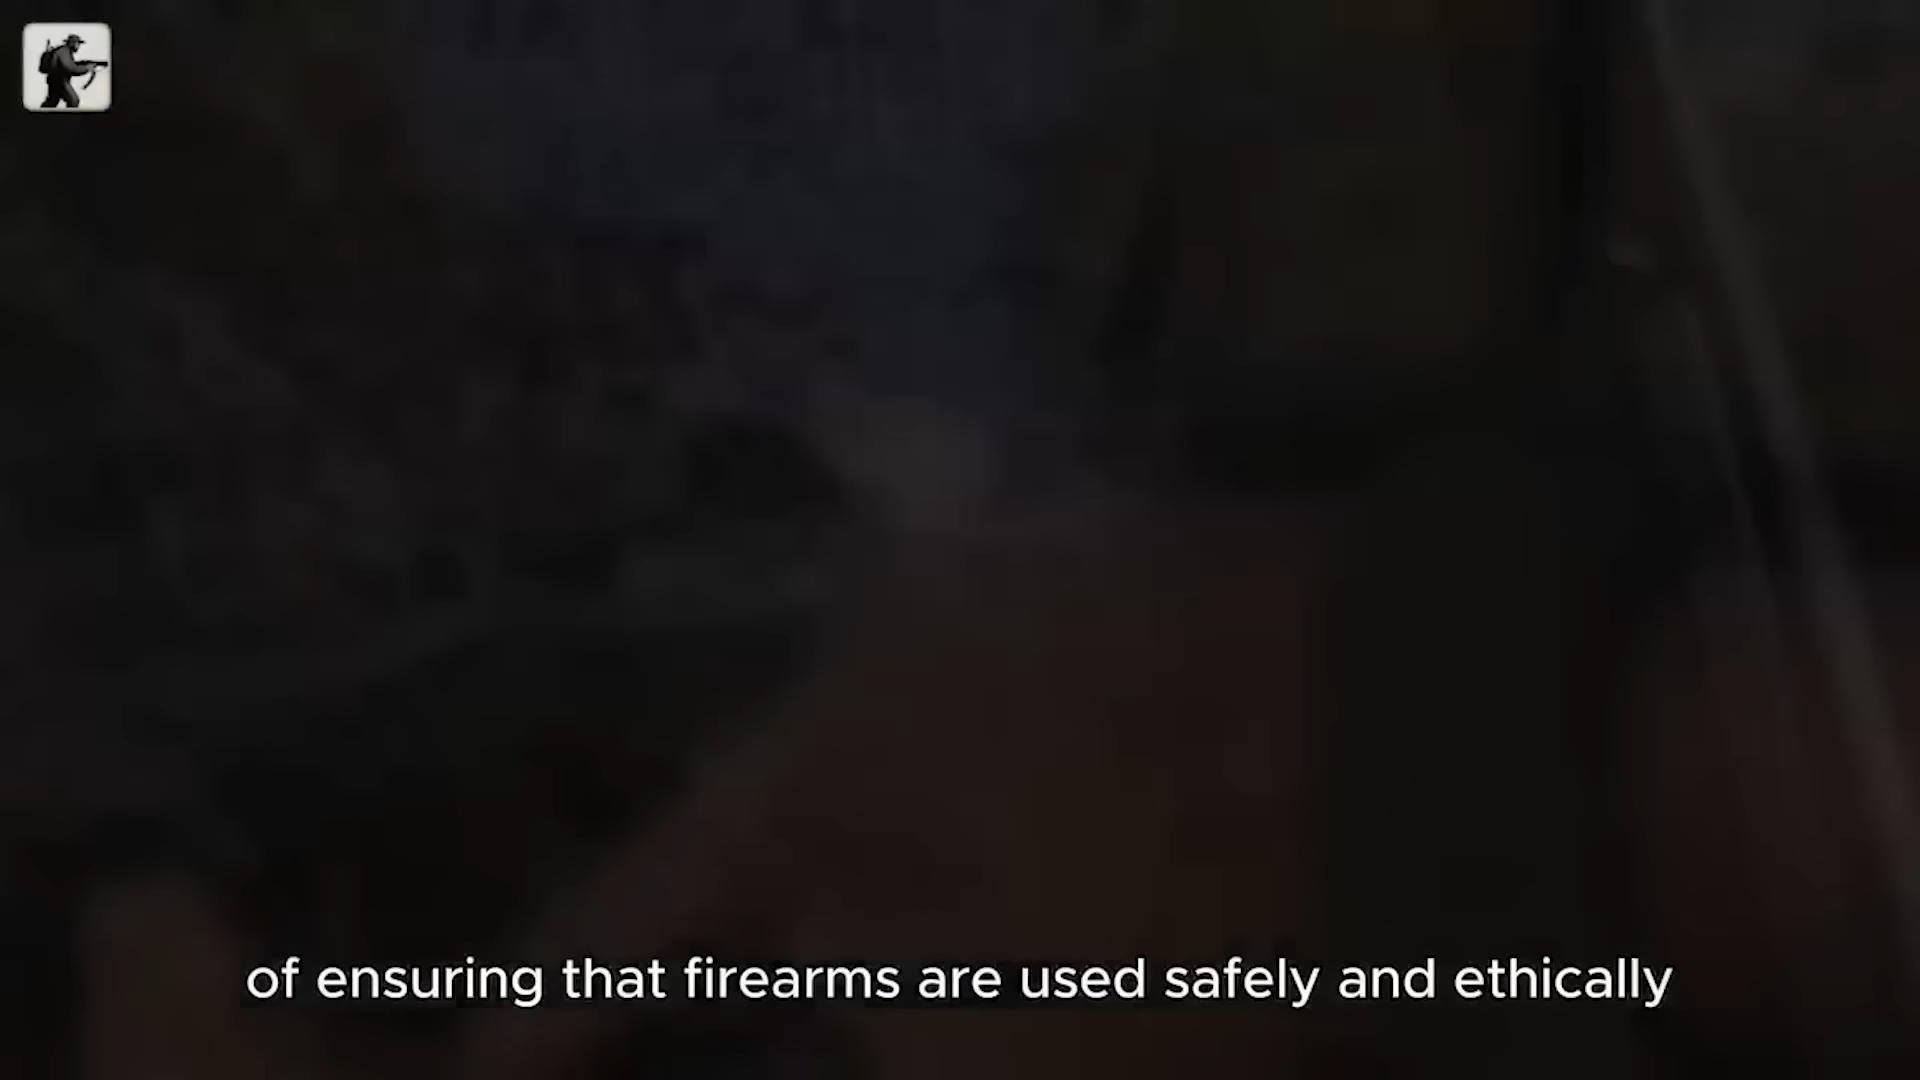 of ensuring that firearms are used safely and ethically